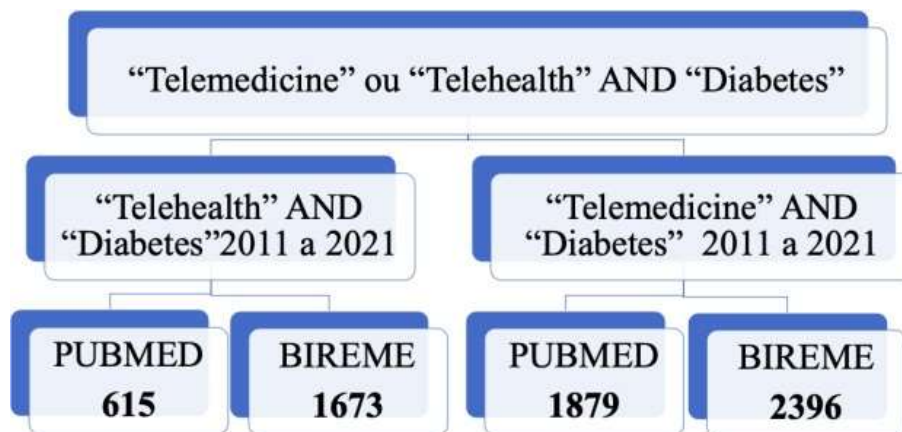 “Telemedicine” ou “Telehealth” AND “Diabetes”
“Telehealth” AND
“Diabetes”2011 a 2021
“Telemedicine” AND
“Diabetes” 2011 a 2021
PUBMED
615
BIREME
1673
PUBMED
1879
BIREME
2396